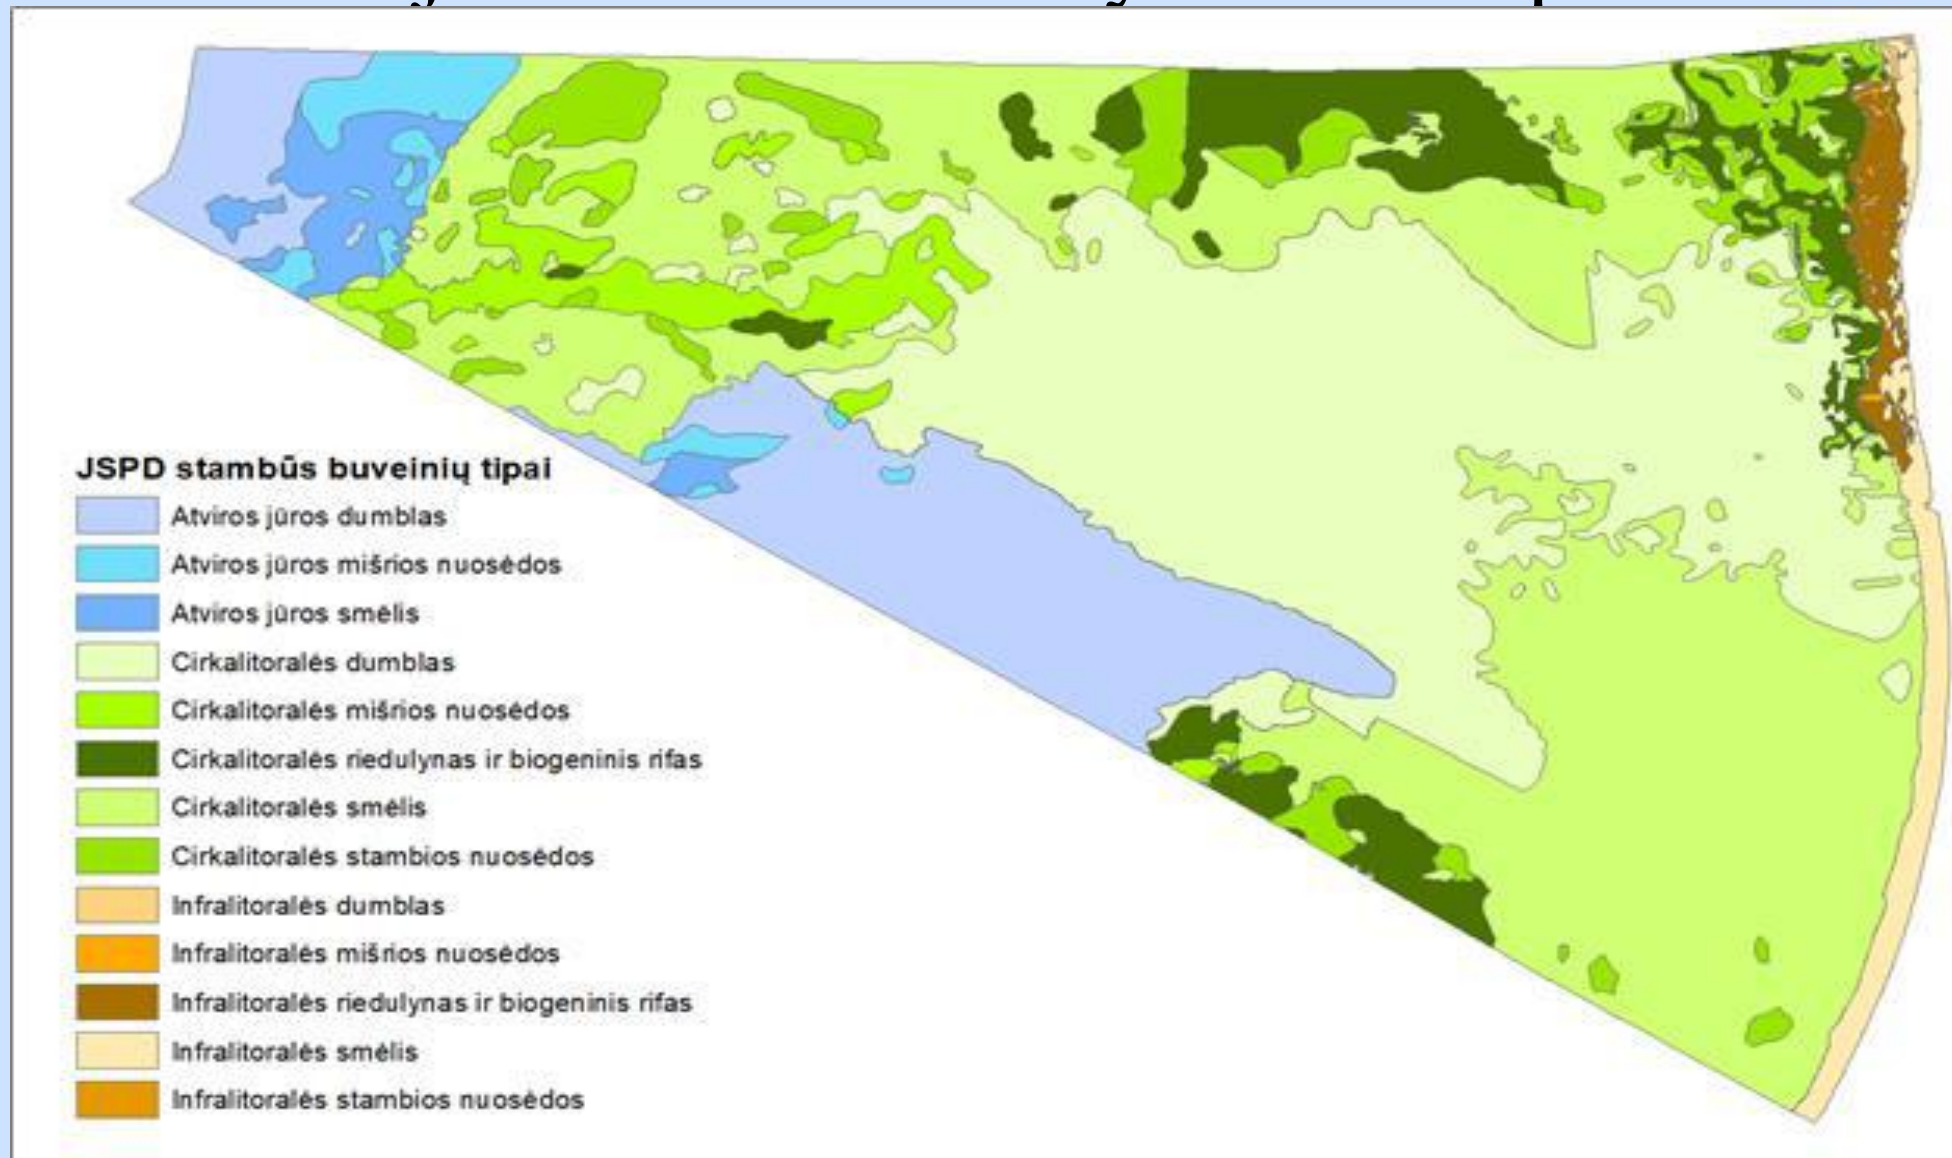 JSPD stambūs buveinių tipai
Atviros jūros dumblas
Atviros jūros mišrios nuosėdos
Atviros jūros smėlis
Cirkalitoralės dumblas
Cirkalitoralės mišrios nuosėdos
Cirkalitoralės riedulynas ir biogeninis rifas
Cirkalitoralės smėlis
Cirkalitoralės stambios nuosėdos
Infralitoralės dumblas
Infralitoralės mišrios nuosėdos
Infralitoralės riedulynas ir biogeninis rifas
Infralitoralės smėlis
Infralitoralės stambios nuosėdos